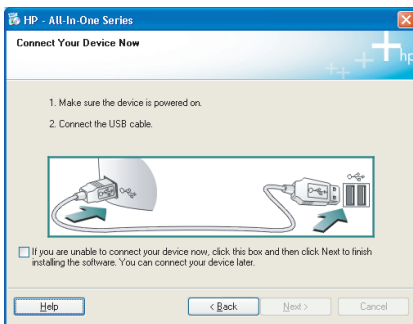 HP - All-In-One Series
Connect Your Device Now
hp
1. Make sure the device is powered on.
2. Connect the USB cable.
If you are unable to connect your device now, click this box and then click Next to finish
installing the software. You can connect your device later.
Help
< Back
Next >
Cancel